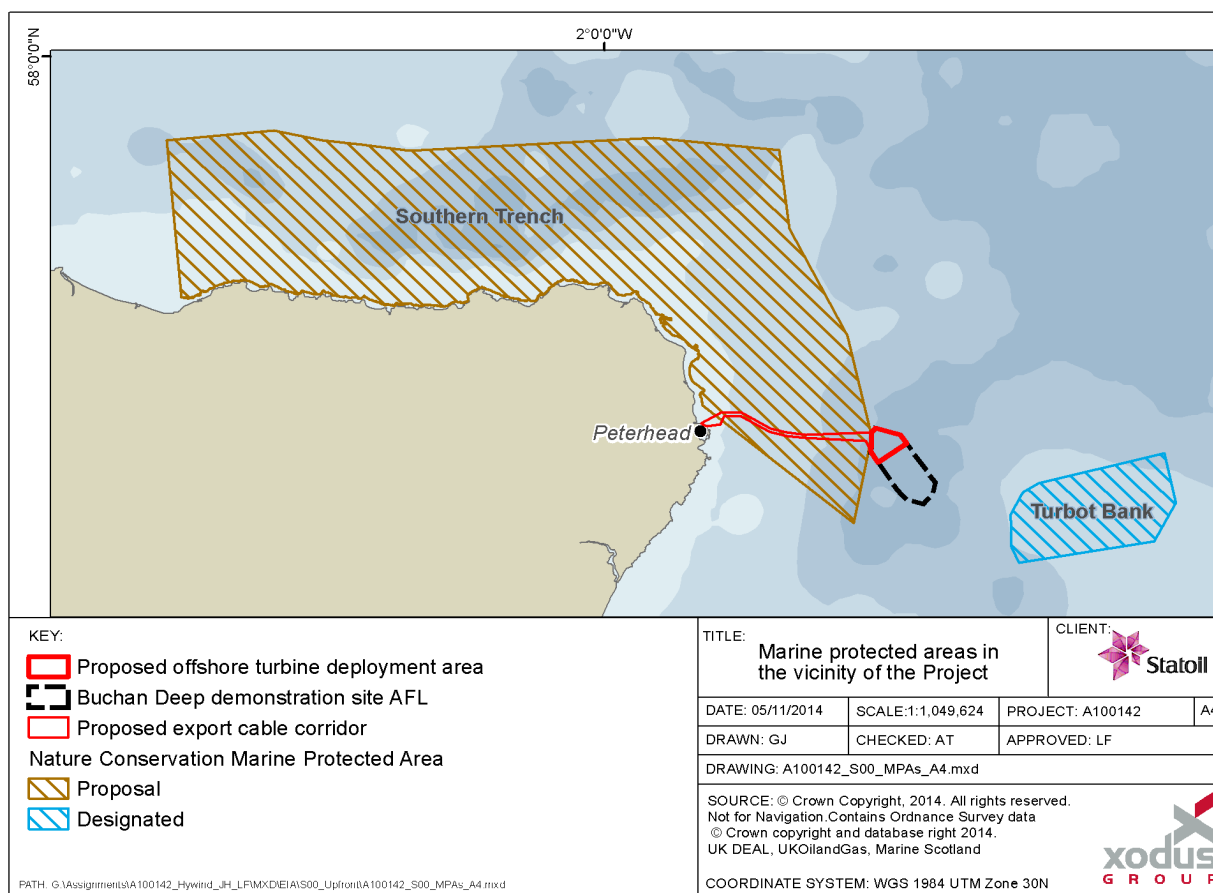 58°0'0"N
2°0'0"W
Southern Trench
Peterhead
Turbot Bank
KEY:
Proposed offshore turbine deployment area
Buchan Deep demonstration site AFL
Proposed export cable corridor
Nature Conservation Marine Protected Area
Proposal
Designated
PATH: G:\Assignments\A100142_Hywind_JH_LF\MXD\EIA\S00_Upfront\A100142_S00_MPAs_A4.mxd
TITLE:
Marine protected areas in
the vicinity of the Project
CLIENT:
Statoil
DATE: 05/11/2014
SCALE:1:1,049,624
PROJECT: A100142
A4
DRAWN: GJ
CHECKED: AT
APPROVED: LF
DRAWING: A100142_S00_MPAs_A4.mxd
SOURCE: © Crown Copyright, 2014. All rights reserved.
Not for Navigation.Contains Ordnance Survey data
© Crown copyright and database right 2014.
UK DEAL, UKOilandGas, Marine Scotland
COORDINATE SYSTEM: WGS 1984 UTM Zone 30N
xodus
GROUP